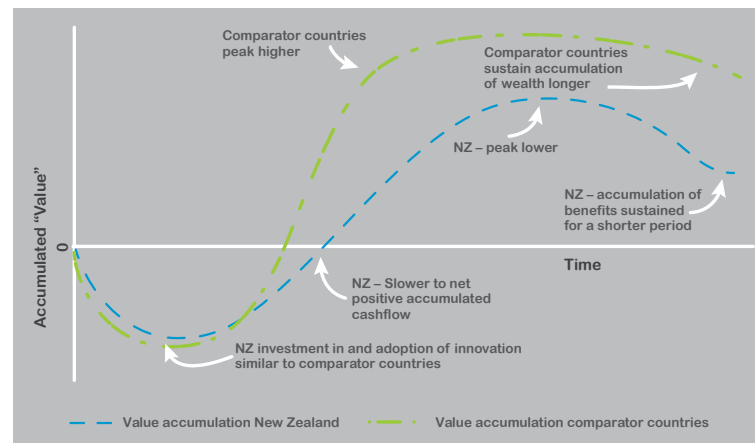 Comparator countries
peak higher
Comparator countries
sustain accumulation
of wealth longer
NZ – peak lower
NZ – accumulation of
benefits sustained
for a shorter period
Accumulated “Value”
0
Time
NZ – Slower to net
positive accumulated
cashflow
NZ investment in and adoption of innovation
similar to comparator countries
Value accumulation New Zealand
Value accumulation comparator countries